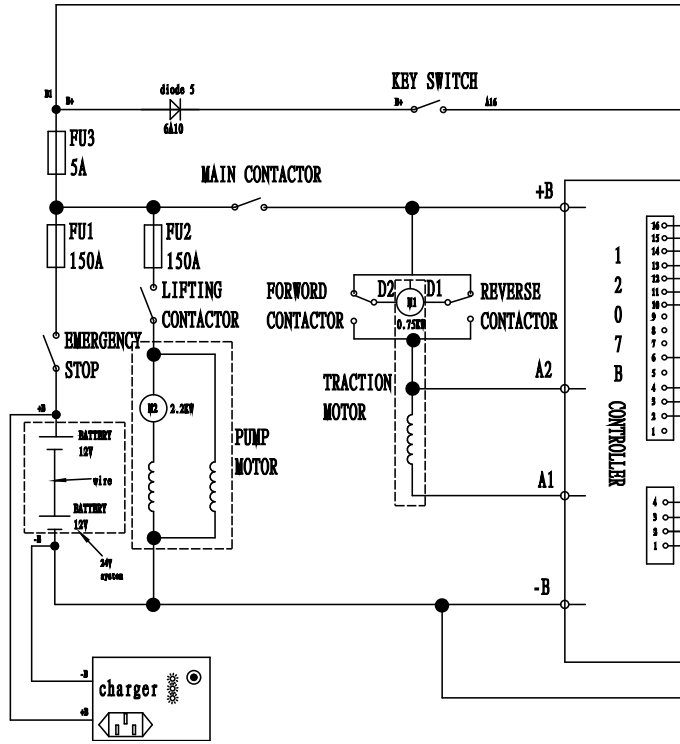 B1
B+
diode 5
6A10
KEY SWITCH
B+
A16
FU3
5A
MAIN CONTACTOR
+B
FU1
150A
FU2
150A
LIFTING
CONTACTOR
EMERGENCY
STOP
FORWORD
CONTACTOR
D2
M1
D1
0.75KW
REVERSE
CONTACTOR
TRACTION
MOTOR
A2
A1
-B
+B
BATTERY
12V
wire
BATTERY
12V
-B
24V
system
M2
2.2KW
PUMP
MOTOR
1
2
0
7
B
CONTROLLER
16
15
14
13
12
11
10
9
8
7
6
5
4
3
2
1
4
3
2
1
charger
-B
+B